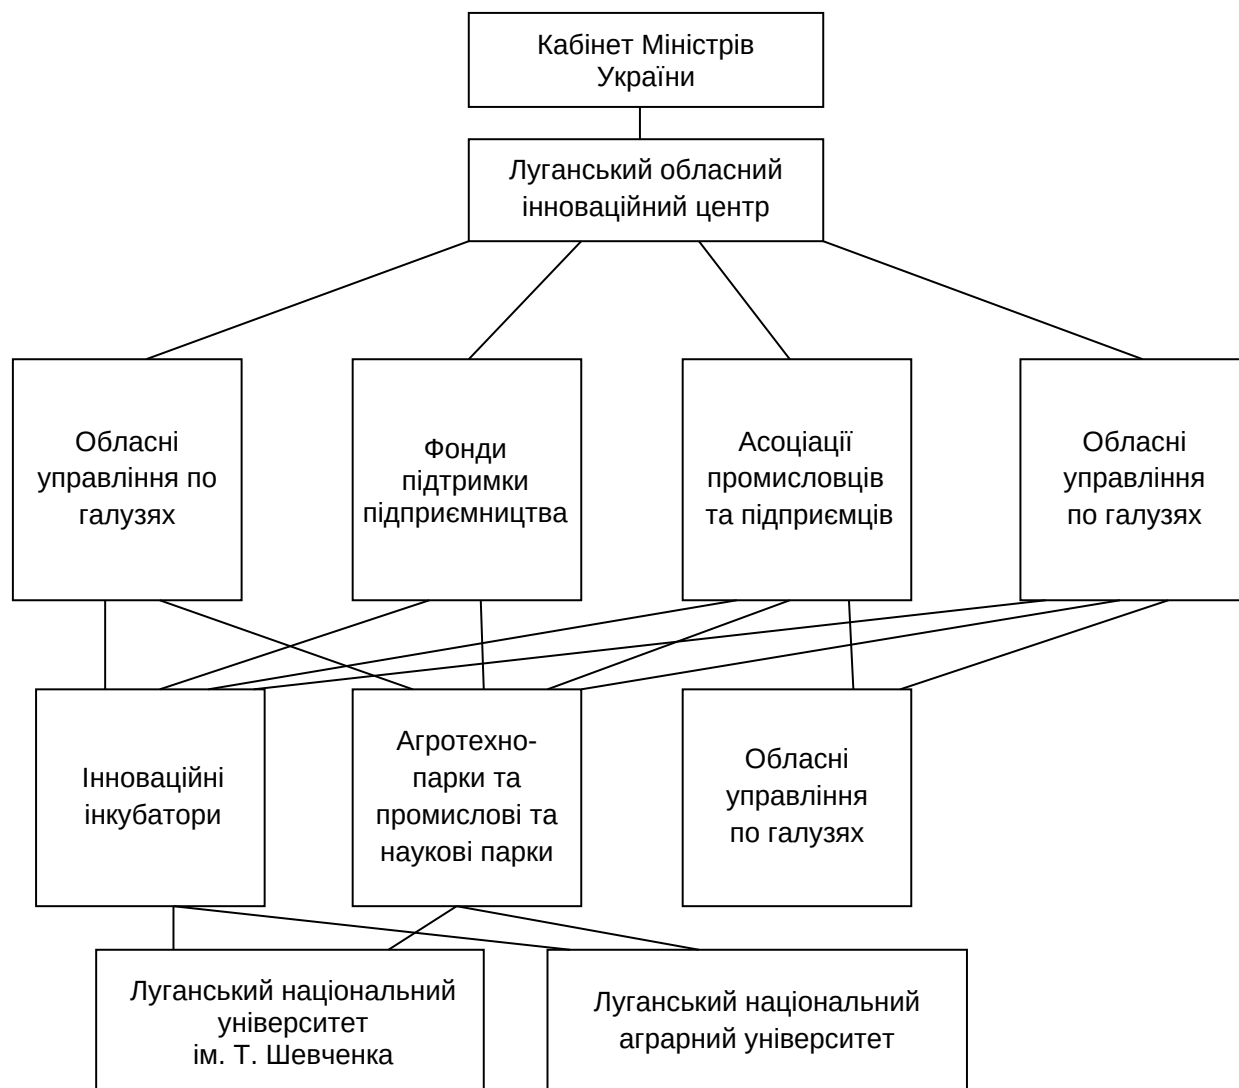 Кабінет Міністрів
України
Луганський обласний
інноваційний центр
Обласні
управління по
галузях
Фонди
підтримки
підприємництва
Асоціації
промисловців
та підприємців
Обласні
управління
по галузях
Інноваційні
інкубатори
Агротехно-
парки та
промислові та
наукові парки
Обласні
управління
по галузях
Луганський національний
університет
ім. Т. Шевченка
Луганський національний
аграрний університет